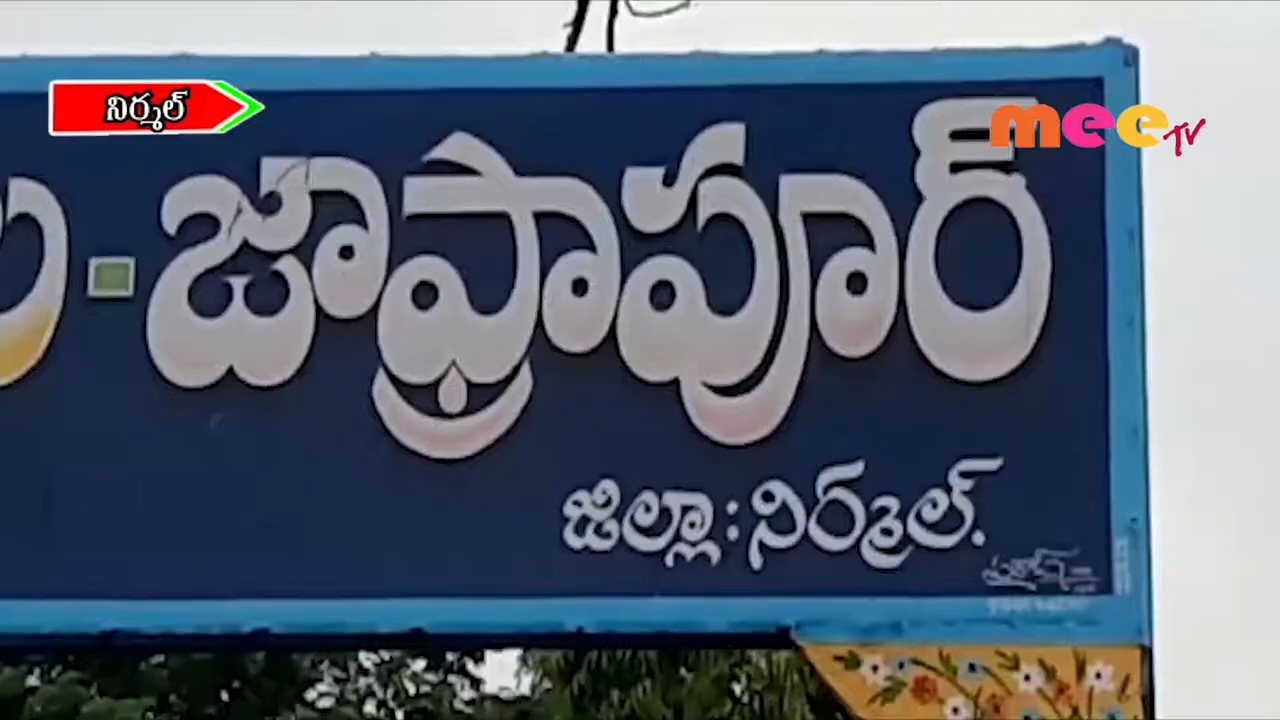 నిర్మల్
mee TV
- జాఫ్రాపూర్
జిల్లా : నిర్మల్.